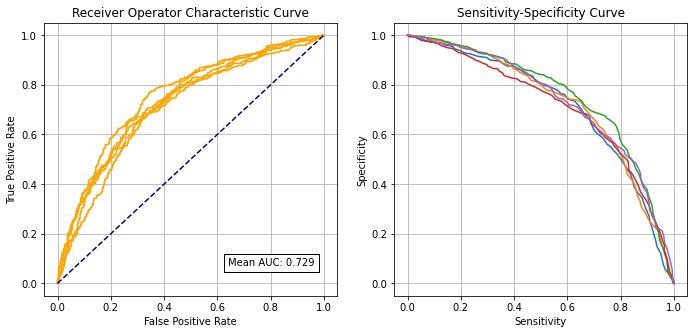 Receiver Operator Characteristic Curve
1.0
0.8
0.6
0.4
0.2
0.0
True Positive Rate
Mean AUC: 0.729
0.0 0.2 0.4 0.6 0.8 1.0
False Positive Rate
Sensitivity-Specificity Curve
1.0
0.8
0.6
0.4
0.2
0.0
Specificity
0.0 0.2 0.4 0.6 0.8 1.0
Sensitivity